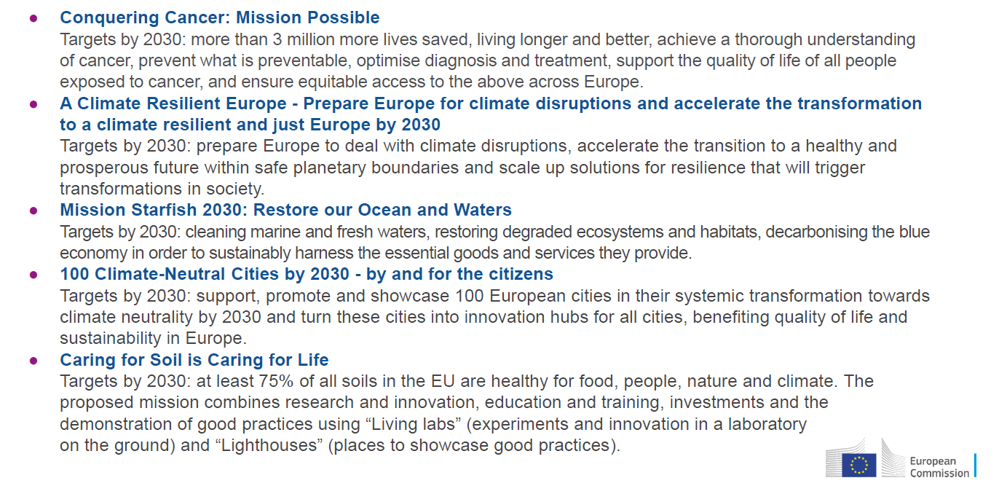 ● Conquering Cancer: Mission Possible
Targets by 2030: more than 3 million more lives saved, living longer and better, achieve a thorough understanding
of cancer, prevent what is preventable, optimise diagnosis and treatment, support the quality of life of all people
exposed to cancer, and ensure equitable access to the above across Europe.
● A Climate Resilient Europe - Prepare Europe for climate disruptions and accelerate the transformation
to a climate resilient and just Europe by 2030
Targets by 2030: prepare Europe to deal with climate disruptions, accelerate the transition to a healthy and
prosperous future within safe planetary boundaries and scale up solutions for resilience that will trigger
transformations in society.
● Mission Starfish 2030: Restore our Ocean and Waters
Targets by 2030: cleaning marine and fresh waters, restoring degraded ecosystems and habitats, decarbonising the blue
economy in order to sustainably harness the essential goods and services they provide.
● 100 Climate-Neutral Cities by 2030 - by and for the citizens
Targets by 2030: support, promote and showcase 100 European cities in their systemic transformation towards
climate neutrality by 2030 and turn these cities into innovation hubs for all cities, benefiting quality of life and
sustainability in Europe.
● Caring for Soil is Caring for Life
Targets by 2030: at least 75% of all soils in the EU are healthy for food, people, nature and climate. The
proposed mission combines research and innovation, education and training, investments and the
demonstration of good practices using “Living labs” (experiments and innovation in a laboratory
on the ground) and “Lighthouses” (places to showcase good practices).
European
Commission